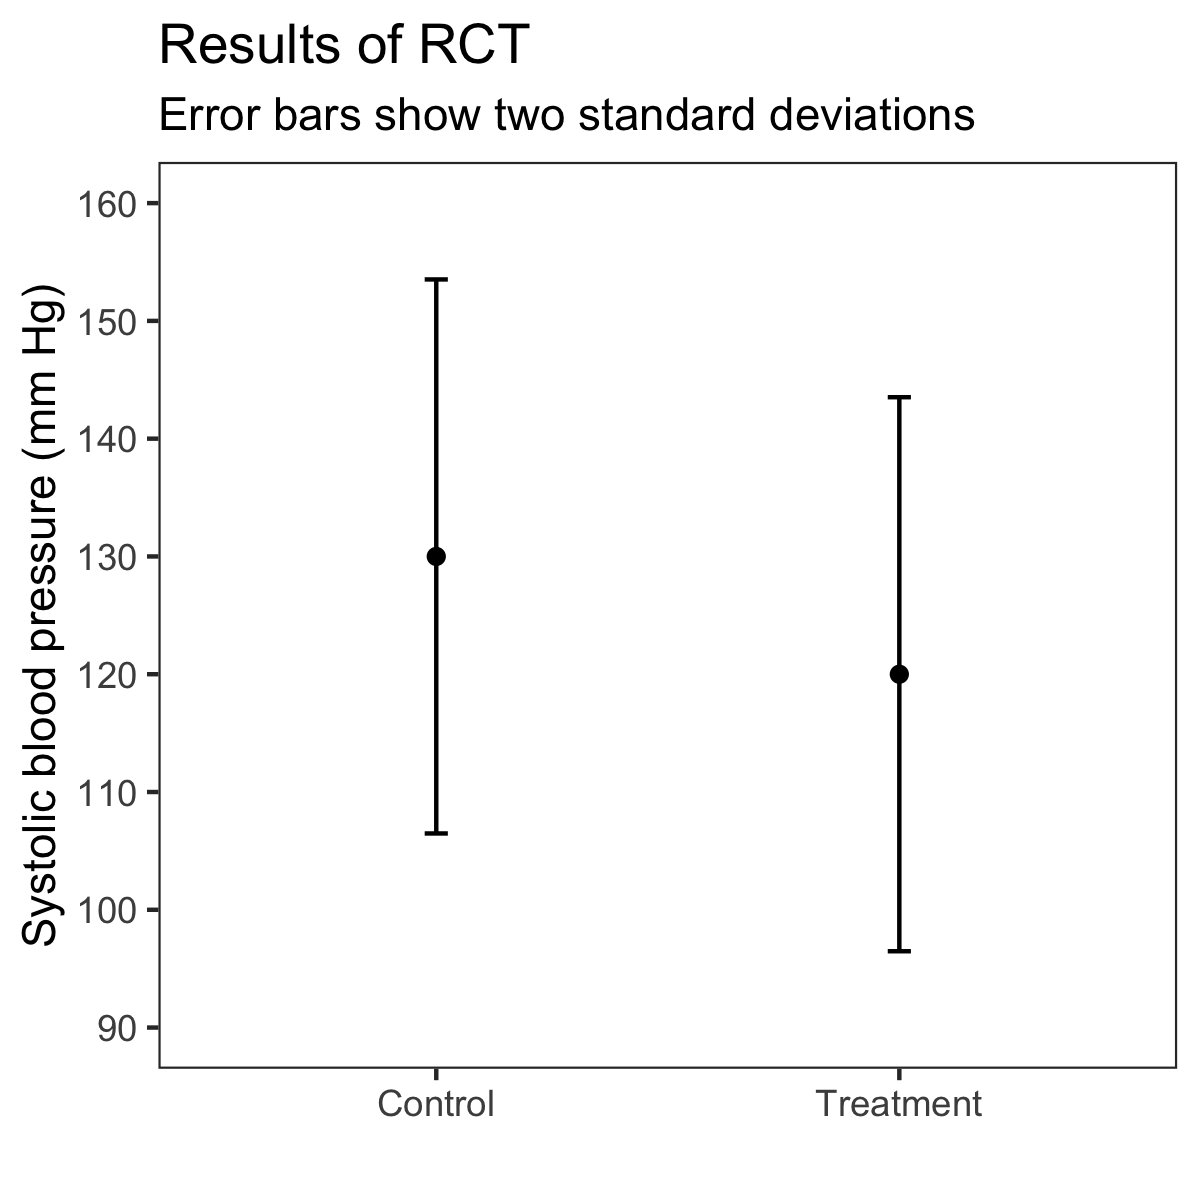 Results of RCT
Error bars show two standard deviations
Systolic blood pressure (mm Hg)
160
150
140
130
120
110
100
90
Control
Treatment